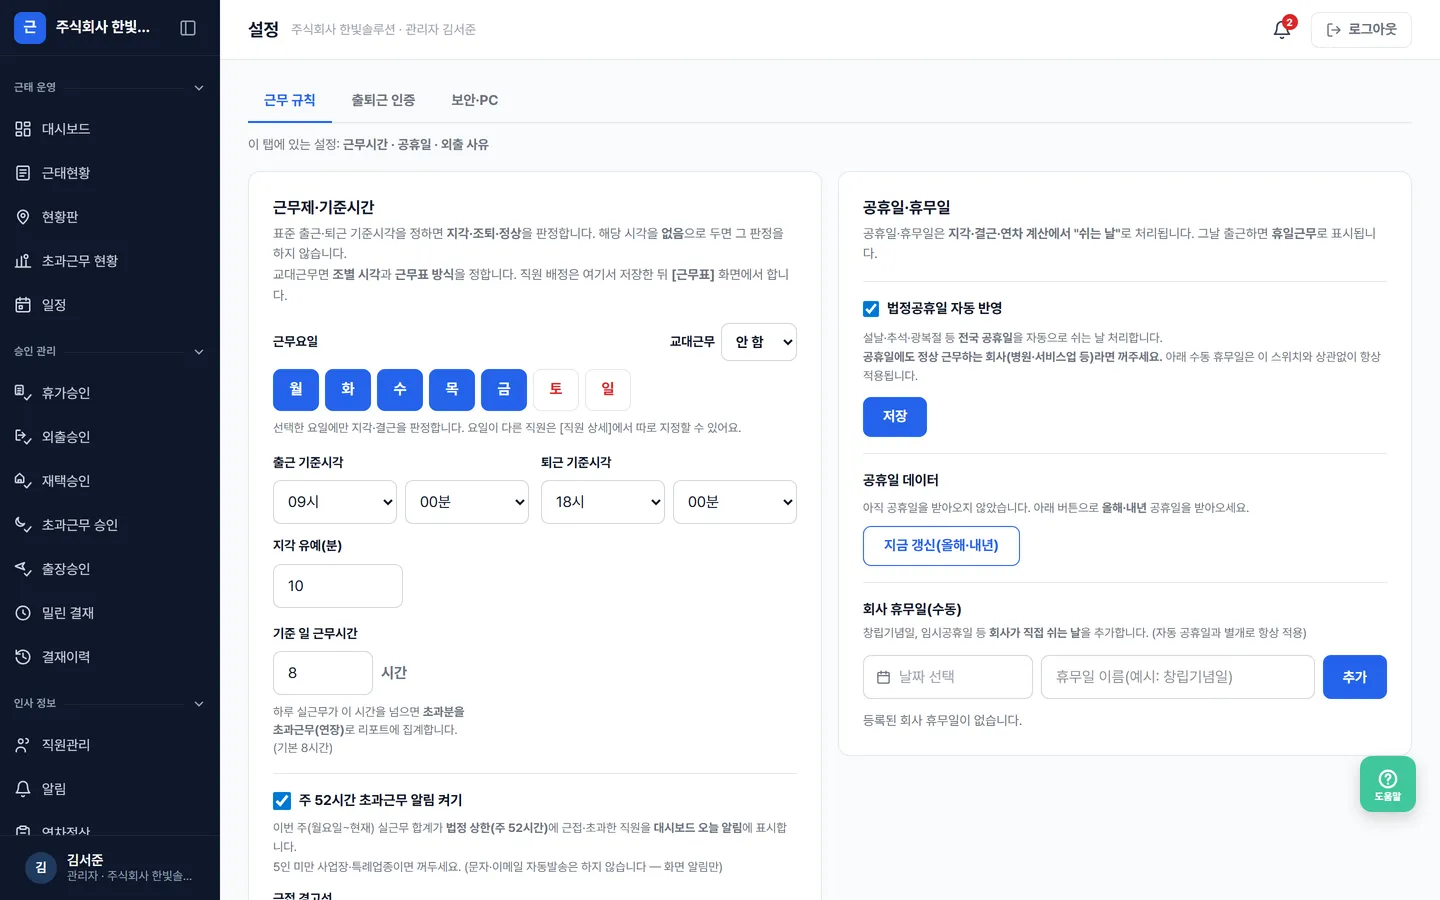 근
주식회사 한빛...
근태 운영
대시보드
근태현황
현황판
초과근무 현황
일정
승인 관리
휴가승인
외출승인
재택승인
초과근무 승인
출장승인
밀린 결재
결재이력
인사 정보
직원관리
알림
연차정산
김
김서준
관리자 · 주식회사 한빛솔...
설정
주식회사 한빛솔루션 · 관리자 김서준
2
로그아웃
근무 규칙
출퇴근 인증
보안·PC
이 탭에 있는 설정: 근무시간 · 공휴일 · 외출 사유
근무제·기준시간
표준 출근·퇴근 기준시각을 정하면 지각·조퇴·정상을 판정합니다. 해당 시각을 없음으로 두면 그 판정을
하지 않습니다.
교대근무면 조별 시각과 근무표 방식을 정합니다. 직원 배정은 여기서 저장한 뒤 [근무표] 화면에서 합니
다.
근무요일
교대근무
안 함
월
화
수
목
금
토
일
선택한 요일에만 지각·결근을 판정합니다. 요일이 다른 직원은 [직원 상세]에서 따로 지정할 수 있어요.
출근 기준시각
퇴근 기준시각
09시
00분
18시
00분
지각 유예(분)
10
기준 일 근무시간
8
시간
하루 실근무가 이 시간을 넘으면 초과분을
초과근무(연장)로 리포트에 집계합니다.
(기본 8시간)
주 52시간 초과근무 알림 켜기
이번 주(월요일~현재) 실근무 합계가 법정 상한(주 52시간)에 근접·초과한 직원을 대시보드 오늘 알림에 표시합
니다.
5인 미만 사업장·특례업종이면 꺼두세요. (문자·이메일 자동발송은 하지 않습니다 — 화면 알림만)
근접 경고선
공휴일·휴무일
공휴일·휴무일은 지각·결근·연차 계산에서 "쉬는 날"로 처리됩니다. 그날 출근하면 휴일근무로 표시됩니
다.
법정공휴일 자동 반영
설날·추석·광복절 등 전국 공휴일을 자동으로 쉬는 날 처리합니다.
공휴일에도 정상 근무하는 회사(병원·서비스업 등)라면 꺼주세요. 아래 수동 휴무일은 이 스위치와 상관없이 항상
적용됩니다.
저장
공휴일 데이터
아직 공휴일을 받아오지 않았습니다. 아래 버튼으로 올해·내년 공휴일을 받아오세요.
지금 갱신(올해·내년)
회사 휴무일(수동)
창립기념일, 임시공휴일 등 회사가 직접 쉬는 날을 추가합니다. (자동 공휴일과 별개로 항상 적용)
날짜 선택
휴무일 이름(예시: 창립기념일)
추가
등록된 회사 휴무일이 없습니다.
도움말